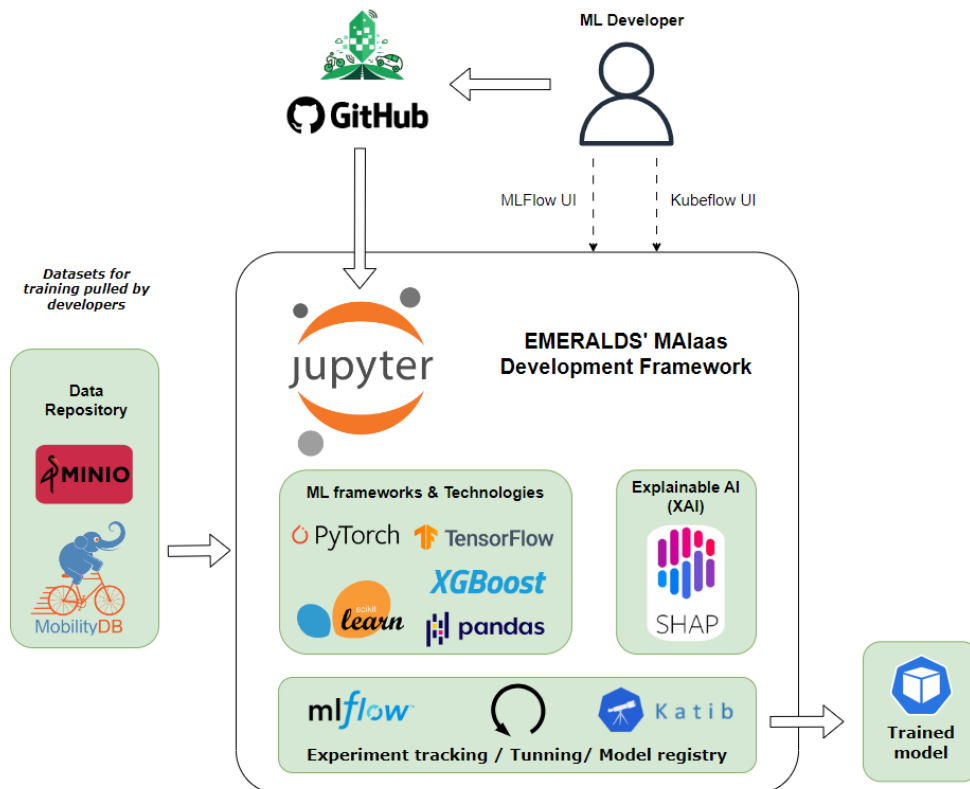 ML Developer
GitHub
MLFlow UI
Kubeflow UI
Datasets for
training pulled by
developers
Data
Repository
MINIO
MobilityDB
jupyter
EMERALDS' MAIaas
Development Framework
ML frameworks & Technologies
PyTorch
TensorFlow
scikit
learn
XGBoost
pandas
Explainable AI
(XAI)
SHAP
mlflow™
Katib
Experiment tracking / Tunning/ Model registry
Trained
model